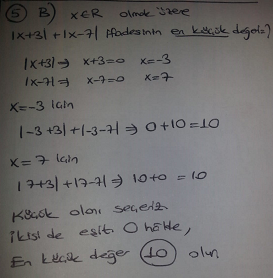 ⑤ B) x∈R olmak üzere
|x+3|+|x-7| ifadesinin en küçük değeri=?
|x+3| ⇒ x+3=0 x=-3
|x-7| ⇒ x-7=0 x=7
x=-3 için
|-3+3|+|-3-7| ⇒ 0+10=10
x=7 için
|7+3|+|7-7| ⇒ 10+0=10
Küçük olanı seçeriz
İkisi de eşit O hâlde,
En küçük değer 10 olur